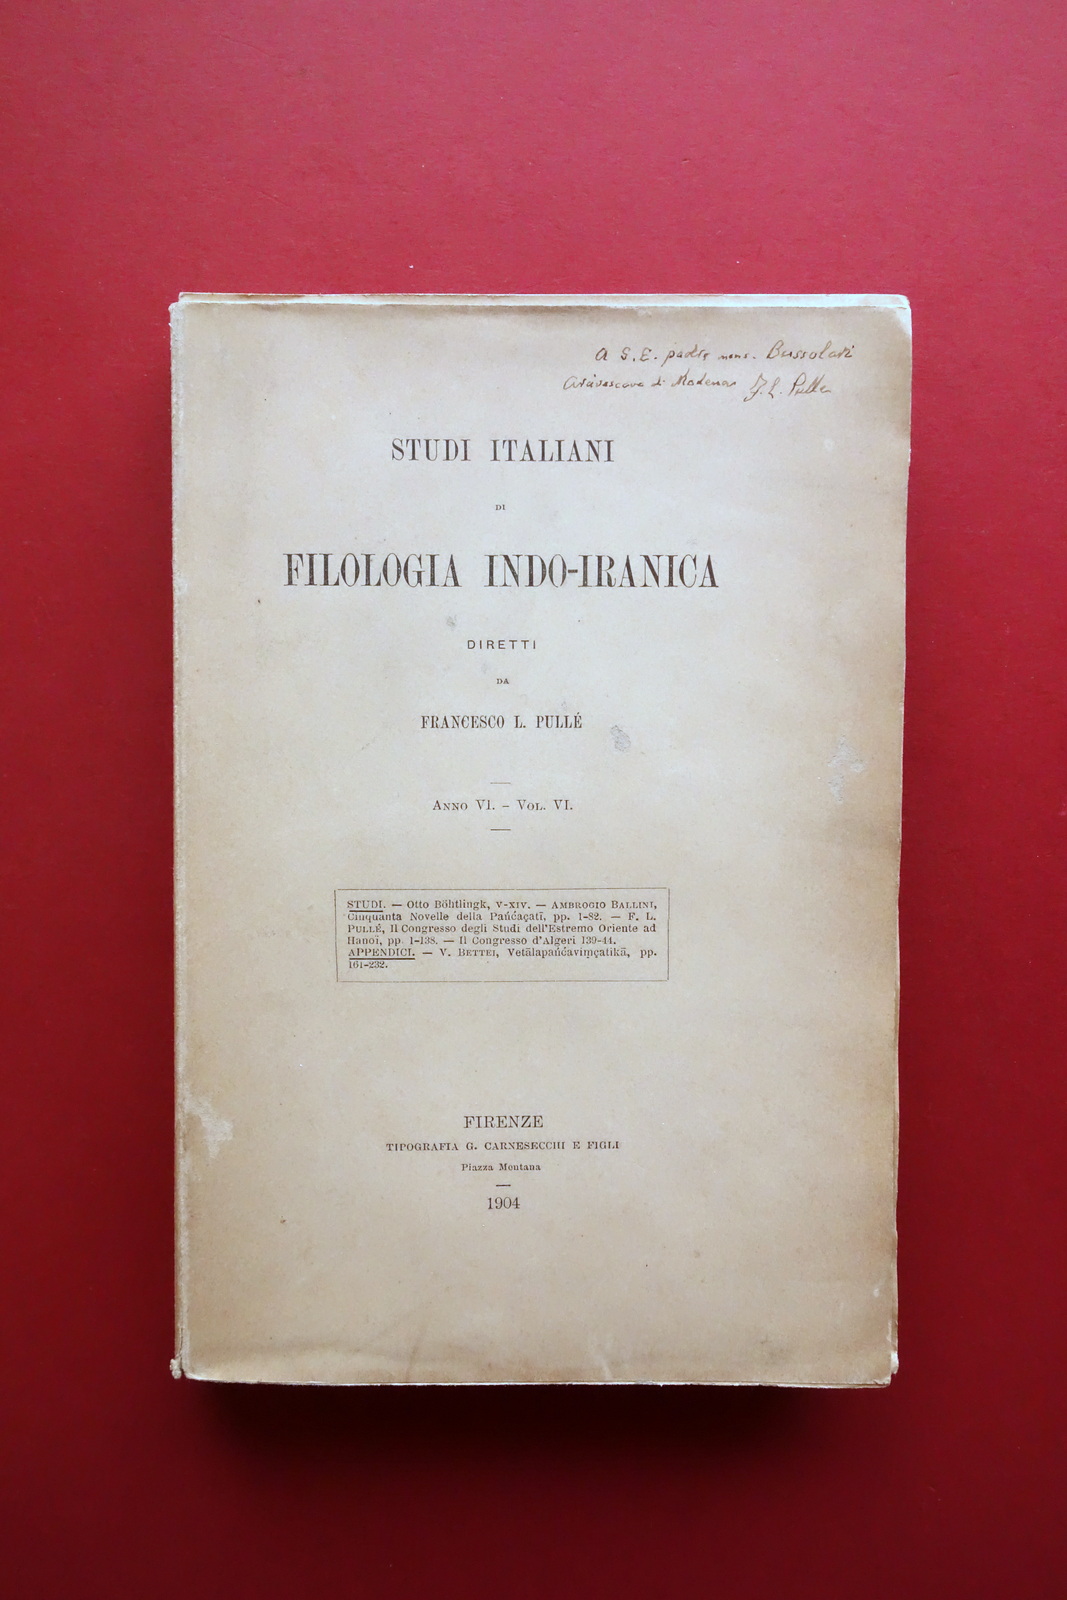 A S. E. padre mons. Bussolari
Arcivescovo di Modena F. L. Pullé
STUDI ITALIANI
DI
FILOLOGIA INDO-IRANICA
DIRETTI
DA
FRANCESCO L. PULLÉ
ANNO VI. – VOL. VI.
STUDI. — Otto Böhtlingk, V-XIV. — AMBROGIO BALLINI,
Cinquanta Novelle della Pańćaçatī, pp. 1-82. — F. L.
PULLÉ, Il Congresso degli Studi dell'Estremo Oriente ad
Hanoï, pp. 1-138. — Il Congresso d'Algeri 139-44.
APPENDICI. — V. BETTEI, Vetālapańćaviṃçatikā, pp.
161-232.
FIRENZE
TIPOGRAFIA G. CARNESECCHI E FIGLI
Piazza Mentana
1904